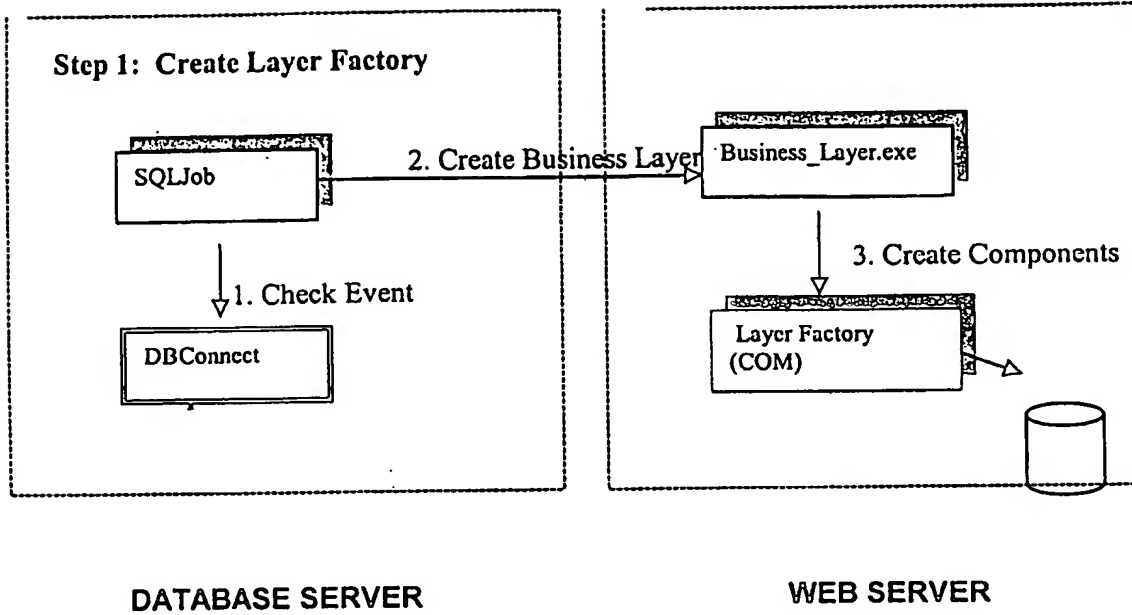 Step 1: Create Layer Factory
SQLJob
2. Create Business Layer
Business_Layer.exe
1. Check Event
3. Create Components
DBConnect
Layer Factory
(COM)
DATABASE SERVER
WEB SERVER